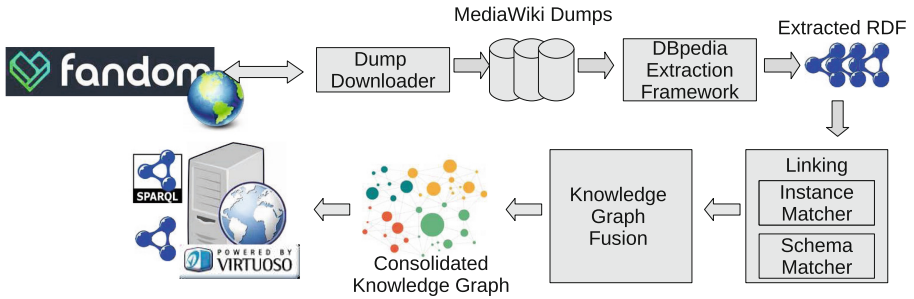 MediaWiki Dumps
Extracted RDF
fandom
Dump
Downloader
DBpedia
Extraction
Framework
Linking
Instance
Matcher
Schema
Matcher
Knowledge
Graph
Fusion
Consolidated
Knowledge Graph
SPARQL
POWERED BY
VIRTUOSO